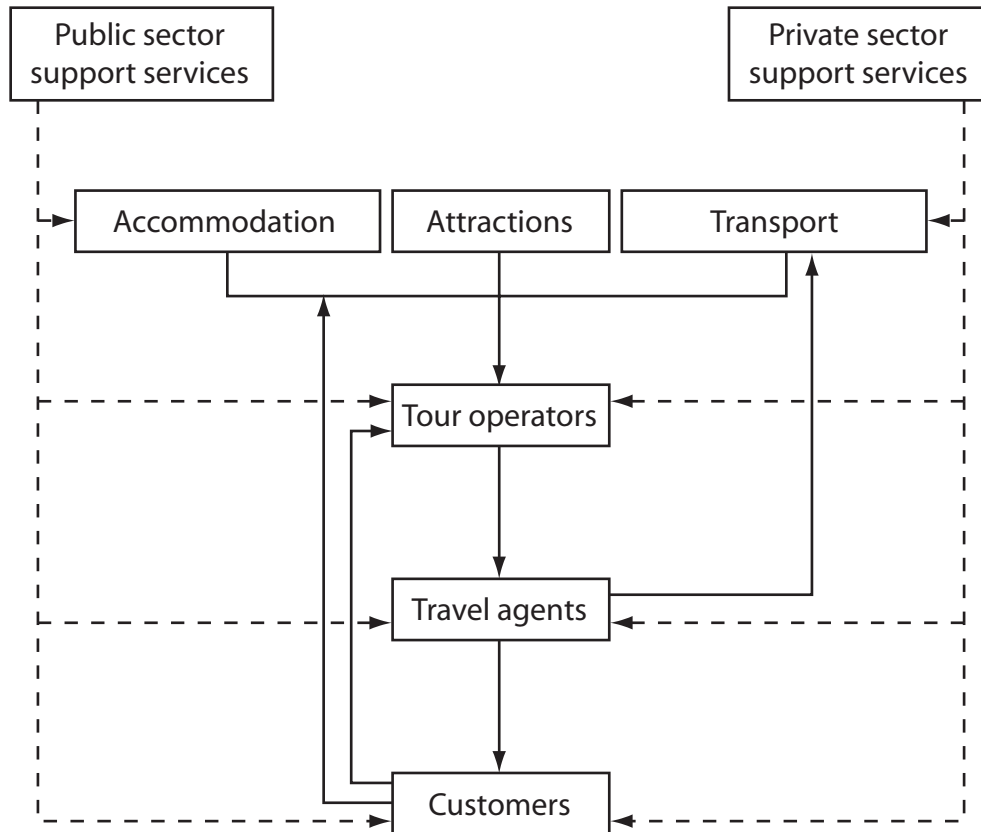 Public sector
support services
Private sector
support services
Accommodation
Attractions
Transport
Tour operators
Travel agents
Customers